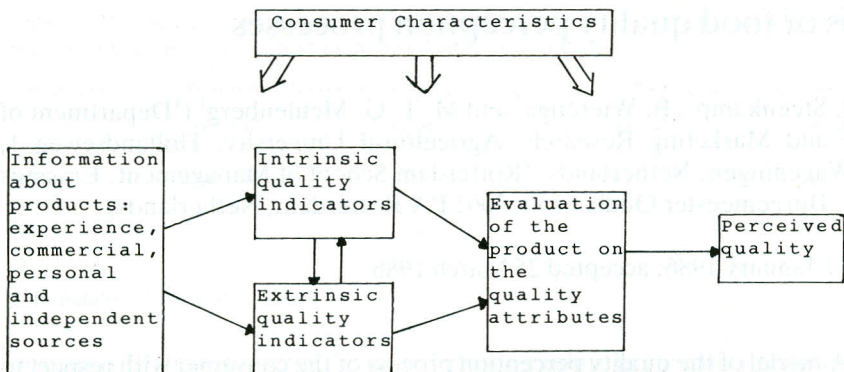 Consumer Characteristics
Information
about
products:
experience,
commercial,
personal
and
independent
sources
Intrinsic
quality
indicators
Extrinsic
quality
indicators
Evaluation
of the
product on
the
quality
attributes
Perceived
quality